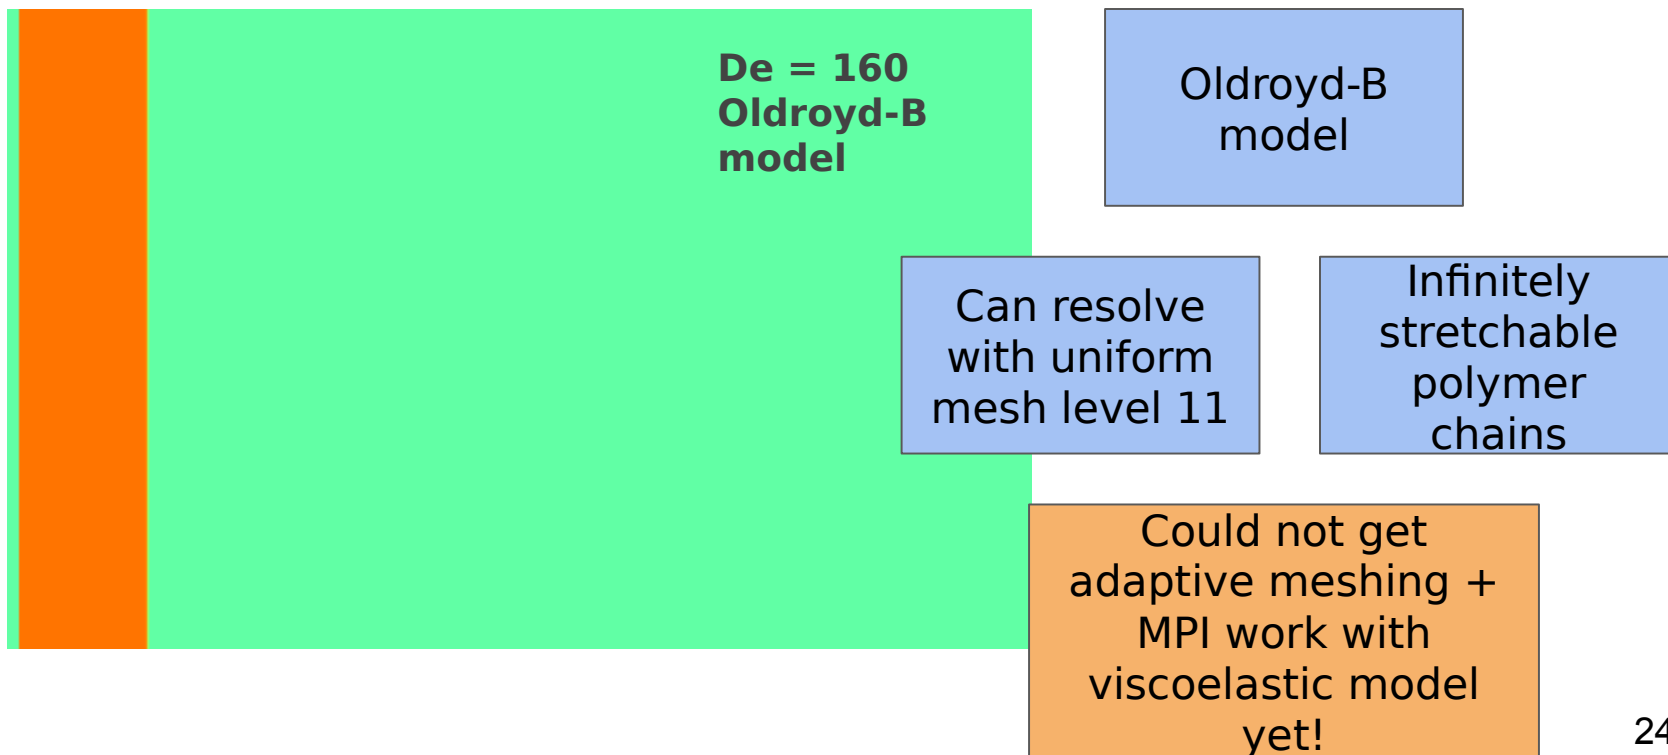 De = 160
Oldroyd-B
model
Oldroyd-B
model
Can resolve
with uniform
mesh level 11
Infinitely
stretchable
polymer
chains
Could not get
adaptive meshing +
MPI work with
viscoelastic model
yet!
24